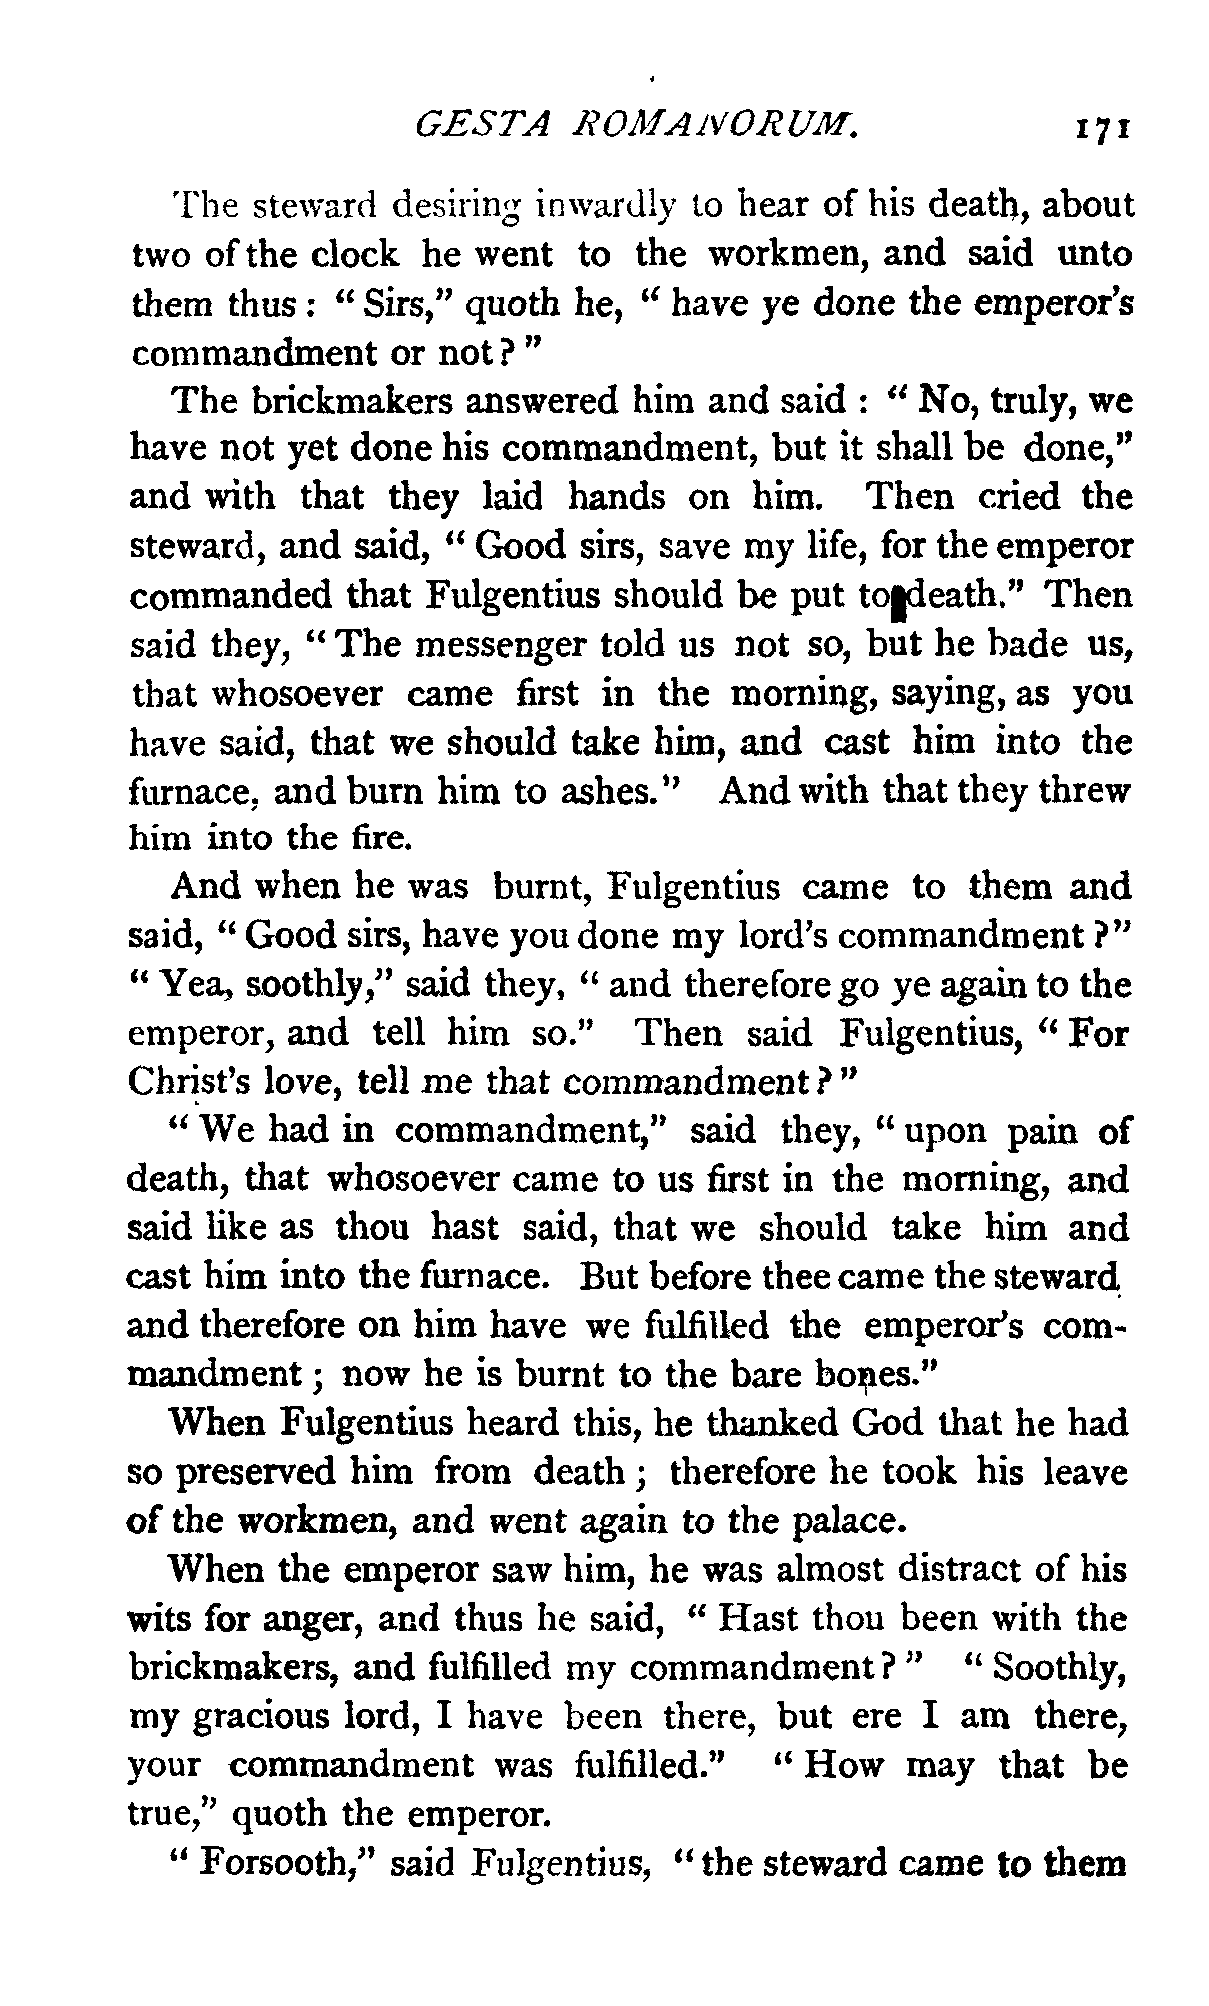 GESTA ROMANORUM. 171
The steward desiring inwardly to hear of his death, about
two of the clock he went to the workmen, and said unto
them thus : “ Sirs,” quoth he, “ have ye done the emperor's
commandment or not ? ”
The brickmakers answered him and said : “ No, truly, we
have not yet done his commandment, but it shall be done,”
and with that they laid hands on him. Then cried the
steward, and said, “ Good sirs, save my life, for the emperor
commanded that Fulgentius should be put to death.” Then
said they, “ The messenger told us not so, but he bade us,
that whosoever came first in the morning, saying, as you
have said, that we should take him, and cast him into the
furnace, and burn him to ashes.” And with that they threw
him into the fire.
And when he was burnt, Fulgentius came to them and
said, “ Good sirs, have you done my lord's commandment ?”
“ Yea, soothly,” said they, “ and therefore go ye again to the
emperor, and tell him so.” Then said Fulgentius, “ For
Christ's love, tell me that commandment ? ”
“ We had in commandment,” said they, “ upon pain of
death, that whosoever came to us first in the morning, and
said like as thou hast said, that we should take him and
cast him into the furnace. But before thee came the steward
and therefore on him have we fulfilled the emperor's com-
mandment ; now he is burnt to the bare bones.”
When Fulgentius heard this, he thanked God that he had
so preserved him from death ; therefore he took his leave
of the workmen, and went again to the palace.
When the emperor saw him, he was almost distract of his
wits for anger, and thus he said, “ Hast thou been with the
brickmakers, and fulfilled my commandment ? ” “ Soothly,
my gracious lord, I have been there, but ere I am there,
your commandment was fulfilled.” “ How may that be
true,” quoth the emperor.
“ Forsooth,” said Fulgentius, “ the steward came to them